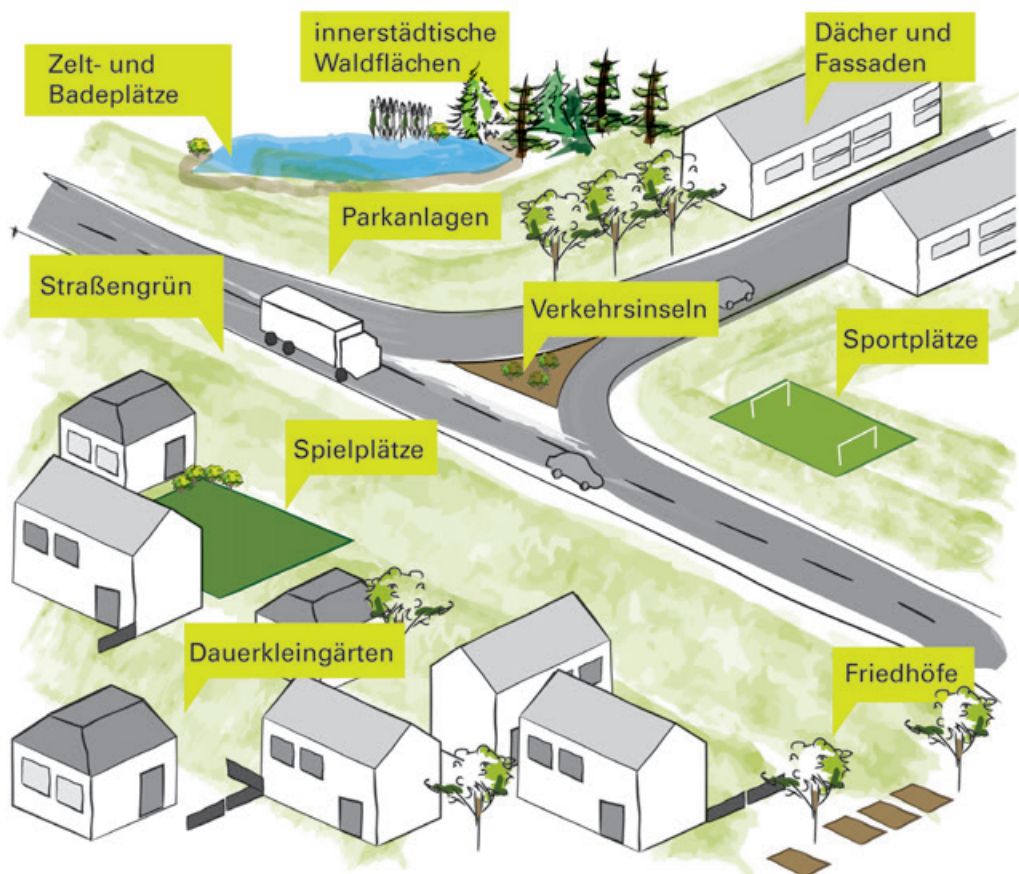 Zelt- und
Badeplätze
innerstädtische
Waldflächen
Dächer und
Fassaden
Parkanlagen
Straßengrün
Verkehrsinseln
Sportplätze
Spielplätze
Dauerkleingärten
Friedhöfe